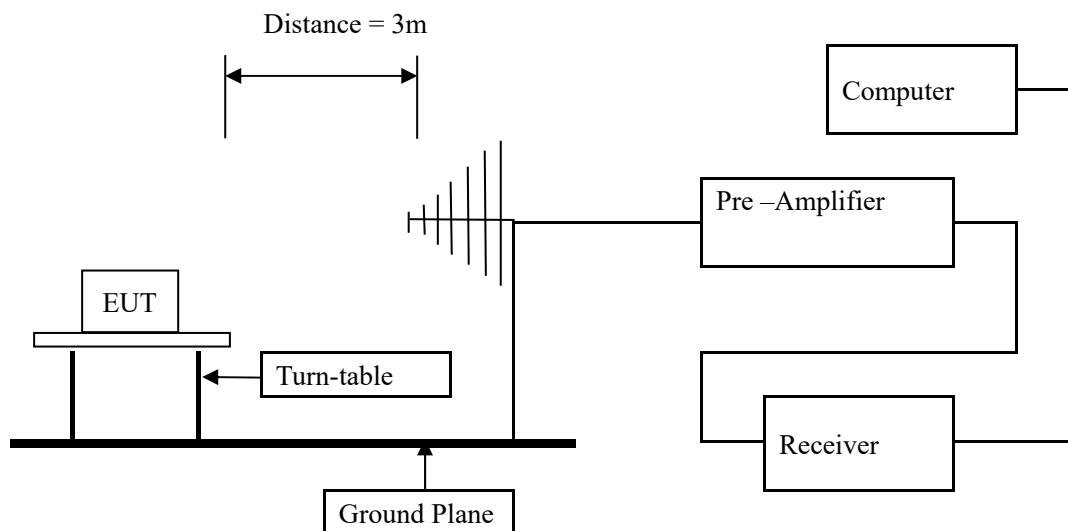 Distance = 3m
Computer
Pre –Amplifier
EUT
Turn-table
Receiver
Ground Plane